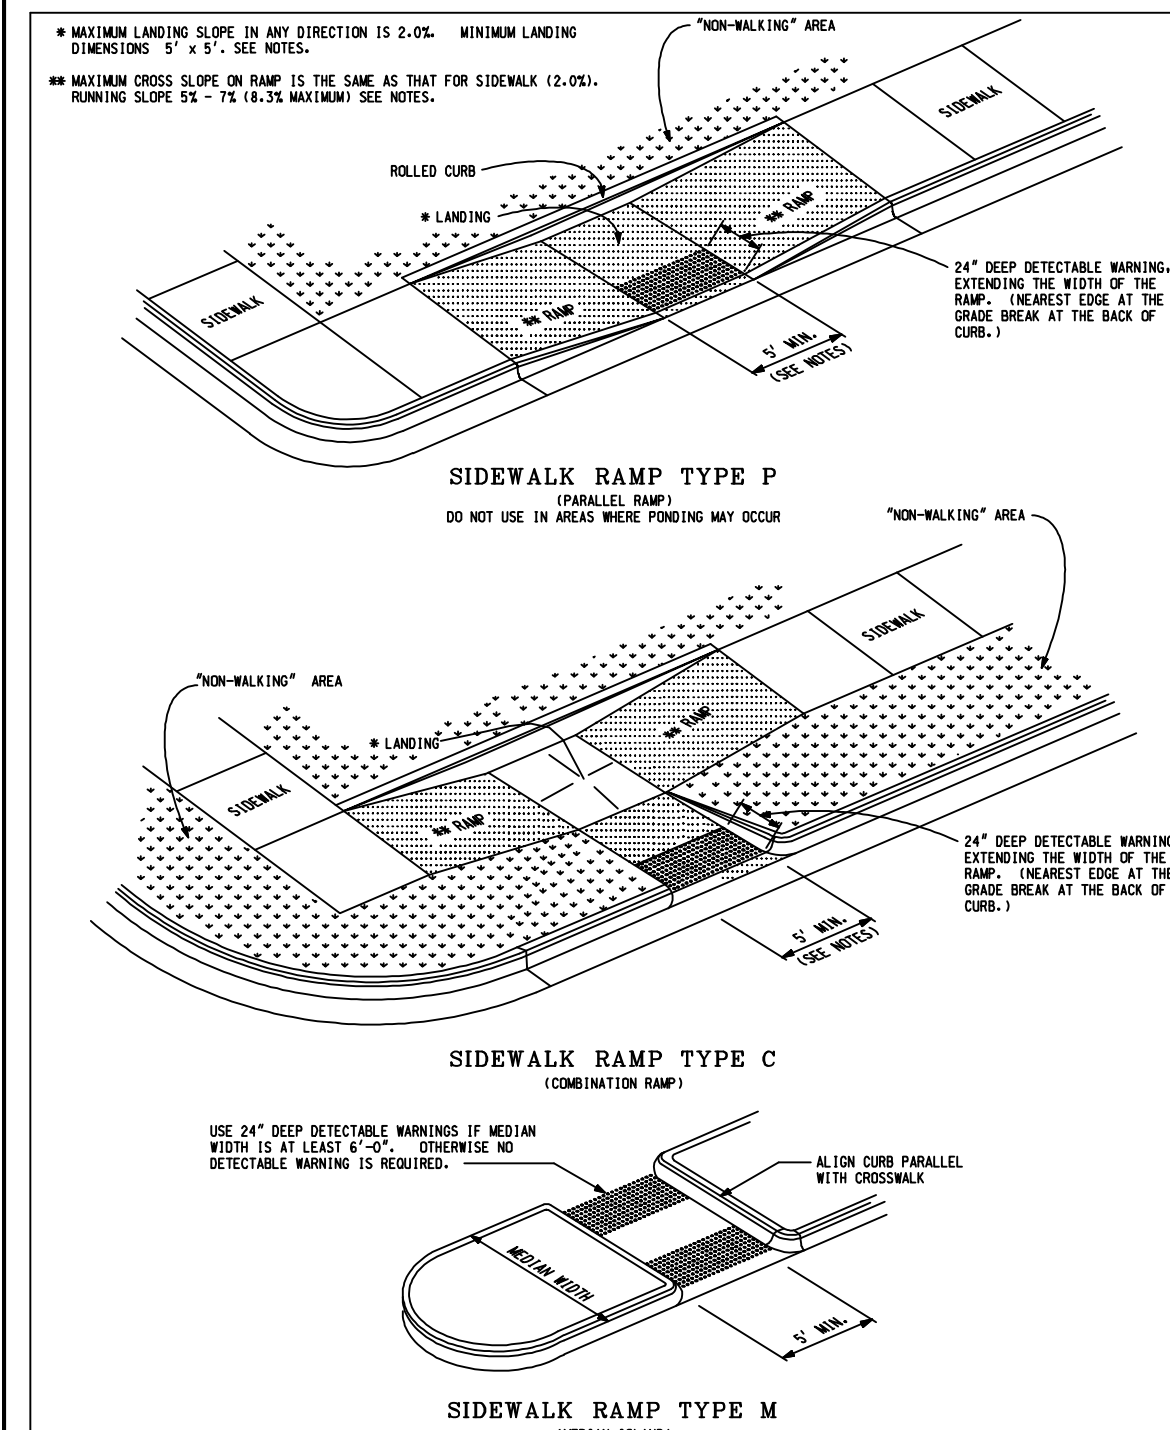 * MAXIMUM LANDING SLOPE IN ANY DIRECTION IS 2.0%. MINIMUM LANDING
DIMENSIONS 5' x 5'. SEE NOTES.
** MAXIMUM CROSS SLOPE ON RAMP IS THE SAME AS THAT FOR SIDEWALK (2.0%).
RUNNING SLOPE 5% - 7% (8.3% MAXIMUM) SEE NOTES.
"NON-WALKING" AREA
SIDEWALK
ROLLED CURB
* LANDING
** RAMP
24" DEEP DETECTABLE WARNING,
EXTENDING THE WIDTH OF THE
RAMP. (NEAREST EDGE AT THE
GRADE BREAK AT THE BACK OF
CURB.)
SIDEWALK
** RAMP
5' MIN.
(SEE NOTES)
SIDEWALK RAMP TYPE P
(PARALLEL RAMP)
DO NOT USE IN AREAS WHERE PONDING MAY OCCUR
"NON-WALKING" AREA
SIDEWALK
"NON-WALKING" AREA
** RAMP
* LANDING
SIDEWALK
** RAMP
24" DEEP DETECTABLE WARNING
EXTENDING THE WIDTH OF THE
RAMP. (NEAREST EDGE AT THE
GRADE BREAK AT THE BACK OF
CURB.)
5' MIN.
(SEE NOTES)
SIDEWALK RAMP TYPE C
(COMBINATION RAMP)
USE 24" DEEP DETECTABLE WARNINGS IF MEDIAN
WIDTH IS AT LEAST 6'-0". OTHERWISE NO
DETECTABLE WARNING IS REQUIRED.
ALIGN CURB PARALLEL
WITH CROSSWALK
MEDIAN WIDTH
5' MIN.
SIDEWALK RAMP TYPE M